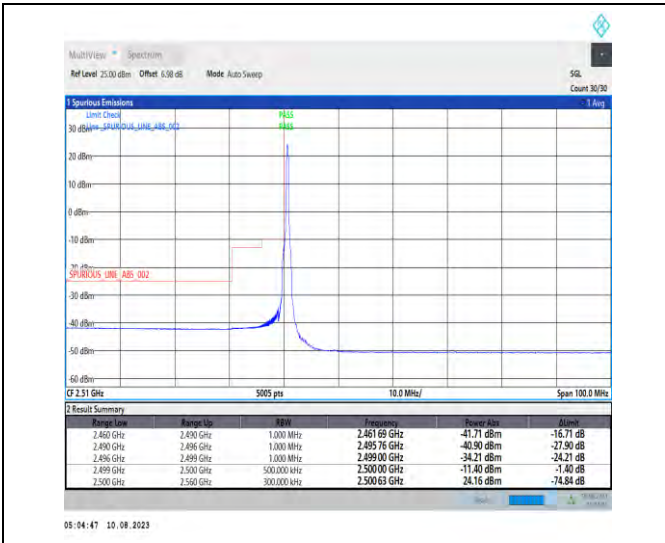 MultiView Spectrum
Ref Level 25.00 dBm Offset 6.98 dB Mode Auto Sweep SGL
Count 30/30
1 Spurious Emissions 1 Avg
Limit Check PASS
30 dBm Line _SPURIOUS_LINE_ABS_002 PASS
20 dBm
10 dBm
0 dBm
-10 dBm
-20 dBm
SPURIOUS_LINE_ABS_002
-30 dBm
-40 dBm
-50 dBm
-60 dBm
CF 2.51 GHz 5005 pts 10.0 MHz/ Span 100.0 MHz
2 Result Summary
Range Low Range Up RBW Frequency Power Abs ΔLimit
2.460 GHz 2.490 GHz 1.000 MHz 2.461 69 GHz -41.71 dBm -16.71 dB
2.490 GHz 2.496 GHz 1.000 MHz 2.495 76 GHz -40.90 dBm -27.90 dB
2.496 GHz 2.499 GHz 1.000 MHz 2.499 00 GHz -34.21 dBm -24.21 dB
2.499 GHz 2.500 GHz 500.000 kHz 2.500 00 GHz -11.40 dBm -1.40 dB
2.500 GHz 2.560 GHz 300.000 kHz 2.500 63 GHz 24.16 dBm -74.84 dB
05:04:47 10.08.2023